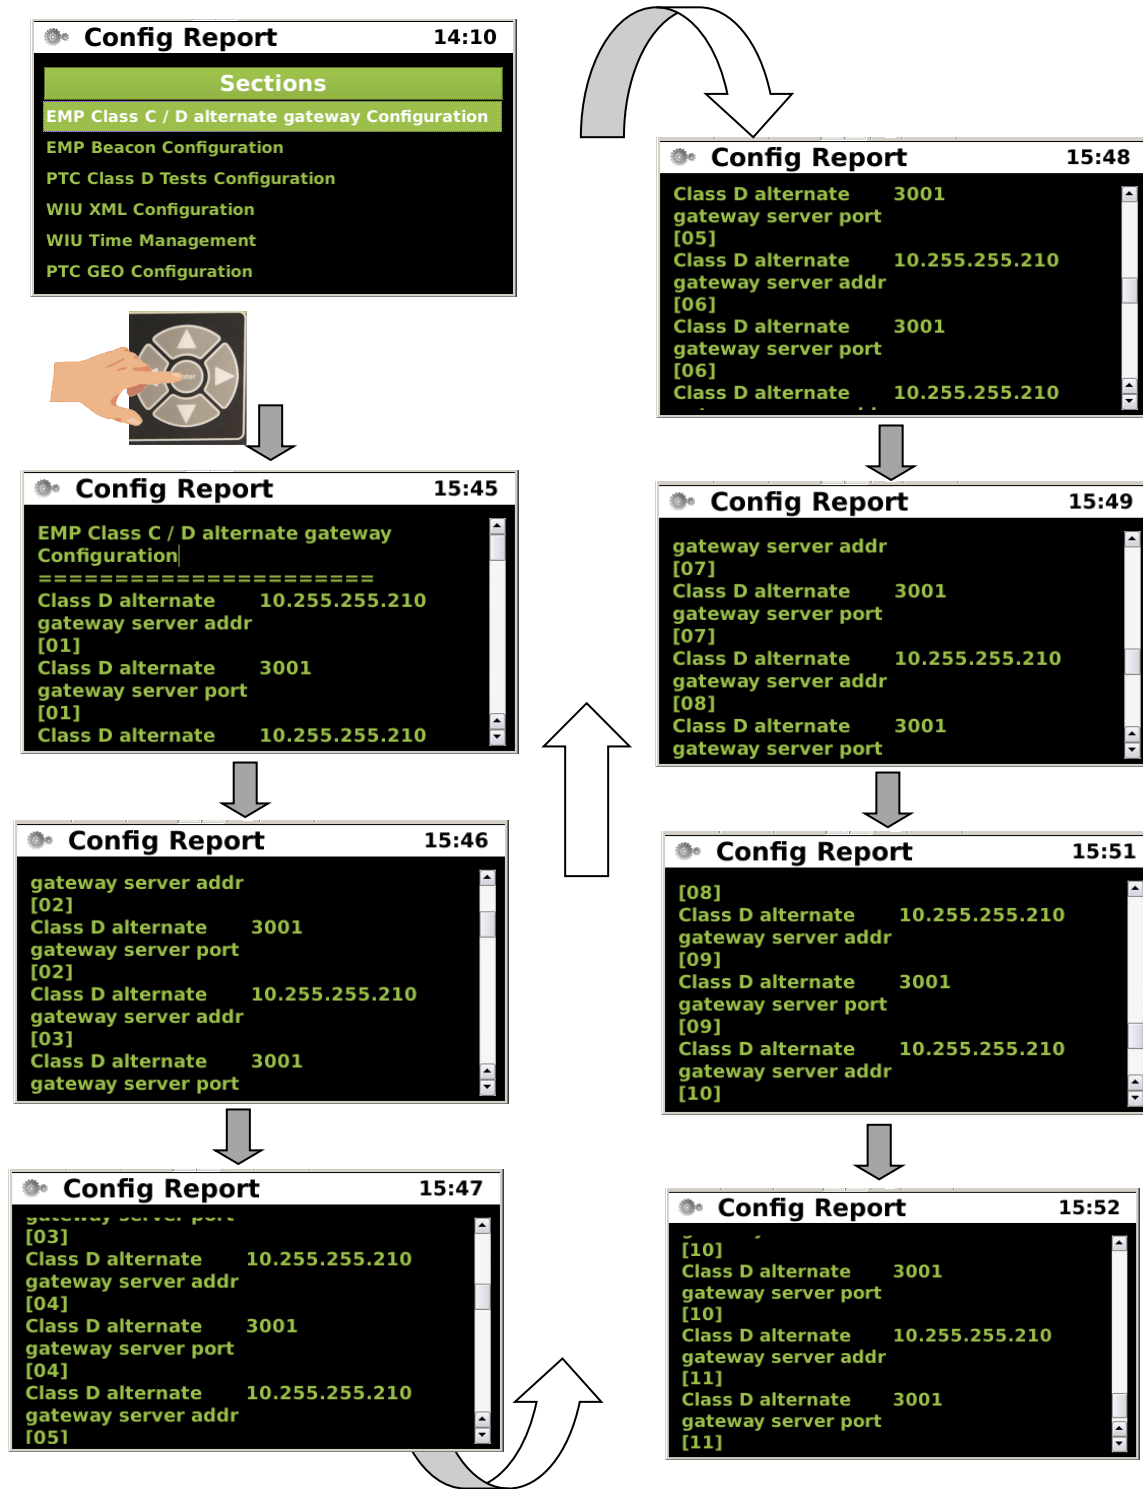 Config Report 14:10
Sections
EMP Class C / D alternate gateway Configuration
EMP Beacon Configuration
PTC Class D Tests Configuration
WIU XML Configuration
WIU Time Management
PTC GEO Configuration
Config Report 15:45
EMP Class C / D alternate gateway
Configuration
======================
Class D alternate 10.255.255.210
gateway server addr
[01]
Class D alternate 3001
gateway server port
[01]
Class D alternate 10.255.255.210
Config Report 15:46
gateway server addr
[02]
Class D alternate 3001
gateway server port
[02]
Class D alternate 10.255.255.210
gateway server addr
[03]
Class D alternate 3001
gateway server port
Config Report 15:47
gateway server port
[03]
Class D alternate 10.255.255.210
gateway server addr
[04]
Class D alternate 3001
gateway server port
[04]
Class D alternate 10.255.255.210
gateway server addr
[05]
Config Report 15:48
Class D alternate 3001
gateway server port
[05]
Class D alternate 10.255.255.210
gateway server addr
[06]
Class D alternate 3001
gateway server port
[06]
Class D alternate 10.255.255.210
Config Report 15:49
gateway server addr
[07]
Class D alternate 3001
gateway server port
[07]
Class D alternate 10.255.255.210
gateway server addr
[08]
Class D alternate 3001
gateway server port
Config Report 15:51
[08]
Class D alternate 10.255.255.210
gateway server addr
[09]
Class D alternate 3001
gateway server port
[09]
Class D alternate 10.255.255.210
gateway server addr
[10]
Config Report 15:52
[10]
Class D alternate 3001
gateway server port
[10]
Class D alternate 10.255.255.210
gateway server addr
[11]
Class D alternate 3001
gateway server port
[11]